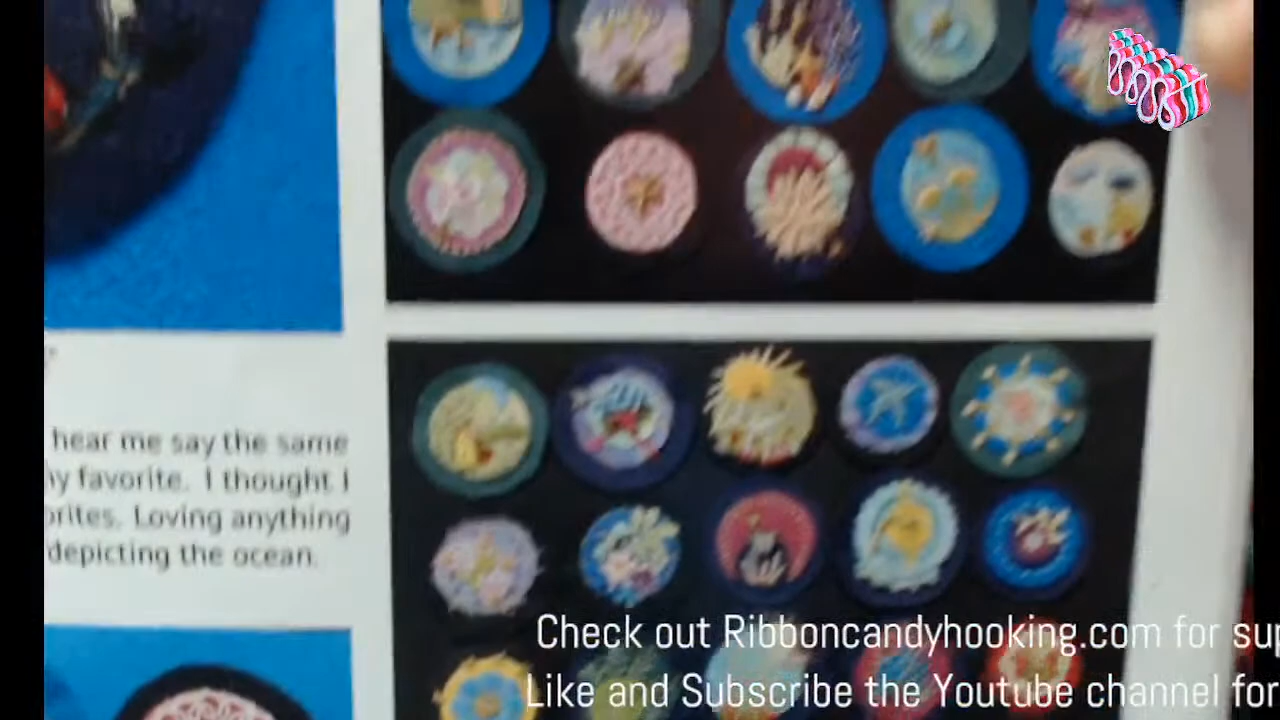 hear me say the same
favorite. I thought I
Loving anything
depicting the ocean.
Check out Ribboncandyhooking.com for
Like and Subscribe the Youtube channel for